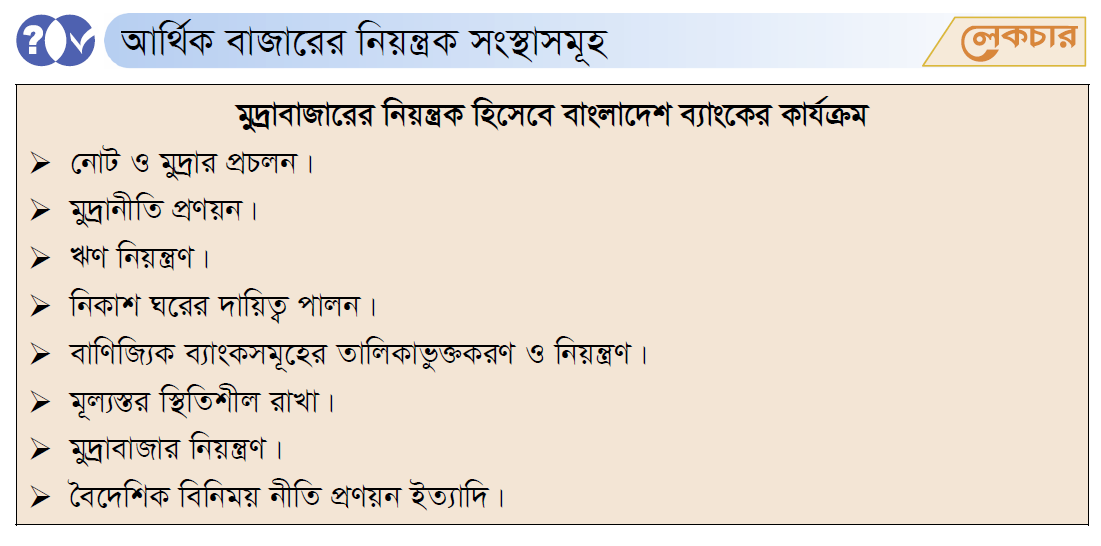 আর্থিক বাজারের নিয়ন্ত্রক সংস্থাসমূহ
লেকচার
মুদ্রাবাজারের নিয়ন্ত্রক হিসেবে বাংলাদেশ ব্যাংকের কার্যক্রম
➢ নোট ও মুদ্রার প্রচলন।
➢ মুদ্রানীতি প্রণয়ন।
➢ ঋণ নিয়ন্ত্রণ।
➢ নিকাশ ঘরের দায়িত্ব পালন।
➢ বাণিজ্যিক ব্যাংকসমূহের তালিকাভুক্তকরণ ও নিয়ন্ত্রণ।
➢ মূল্যস্তর স্থিতিশীল রাখা।
➢ মুদ্রাবাজার নিয়ন্ত্রণ।
➢ বৈদেশিক বিনিময় নীতি প্রণয়ন ইত্যাদি।